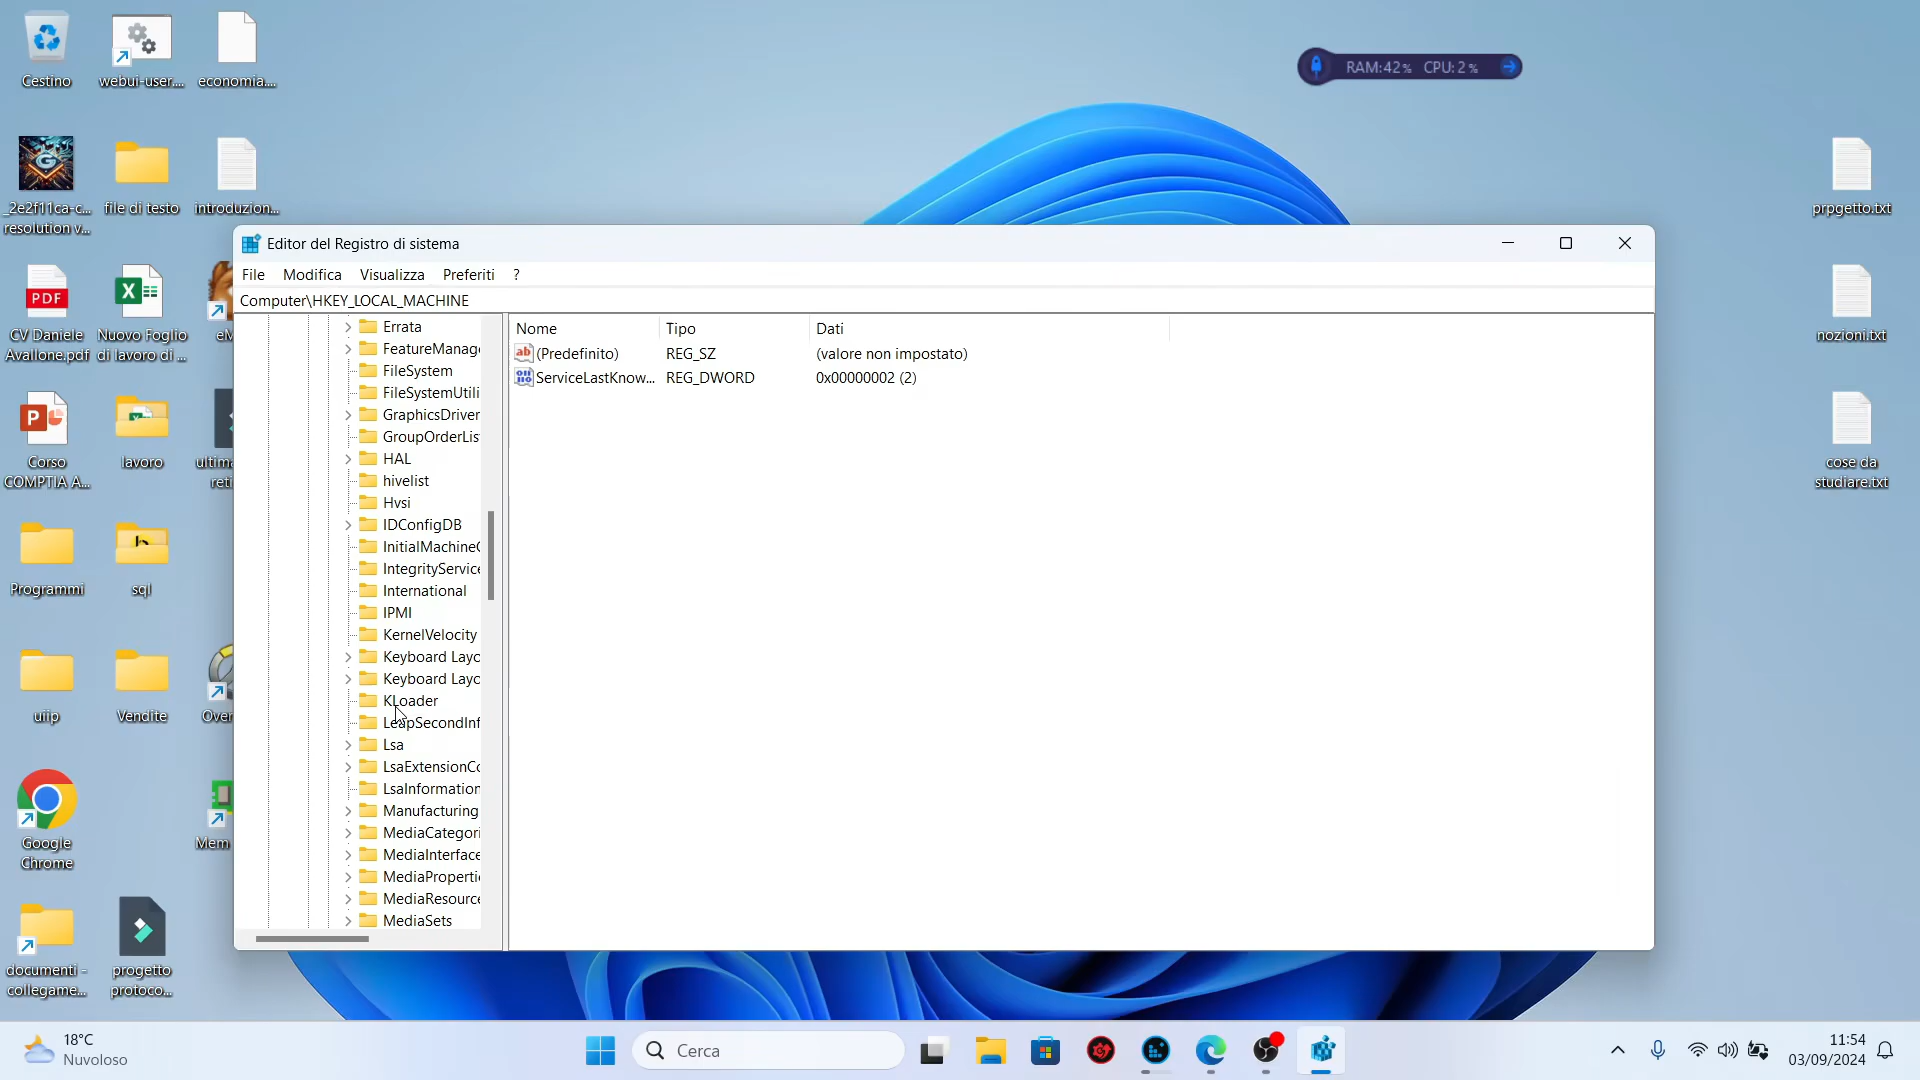 Cestino
webui-user....
economia....
RAM:42% CPU: 2%
_2e2f11ca-c...
resolution v...
file di testo
introduzion...
prpgetto.txt
PDF
CV Daniele
Avallone.pdf
Nuovo Foglio
di lavoro di ...
eM
nozioni.txt
Corso
COMPTIA A...
lavoro
ultima
reti
cose da
studiare.txt
Programmi
sql
uiip
Vendite
Over
Google
Chrome
Mem
documenti -
collegame...
progetto
protoco...
Editor del Registro di sistema
File Modifica Visualizza Preferiti ?
Computer\HKEY_LOCAL_MACHINE
Errata
FeatureManage
FileSystem
FileSystemUtili
GraphicsDriver
GroupOrderLis
HAL
hivelist
Hvsi
IDConfigDB
InitialMachine
IntegrityService
International
IPMI
KernelVelocity
Keyboard Layo
Keyboard Layo
KLoader
LeapSecondInf
Lsa
LsaExtensionCo
LsaInformation
Manufacturing
MediaCategori
MediaInterface
MediaProperti
MediaResource
MediaSets
Nome Tipo Dati
(Predefinito) REG_SZ (valore non impostato)
ServiceLastKnow... REG_DWORD 0x00000002 (2)
18°C
Nuvoloso
Cerca
11:54
03/09/2024